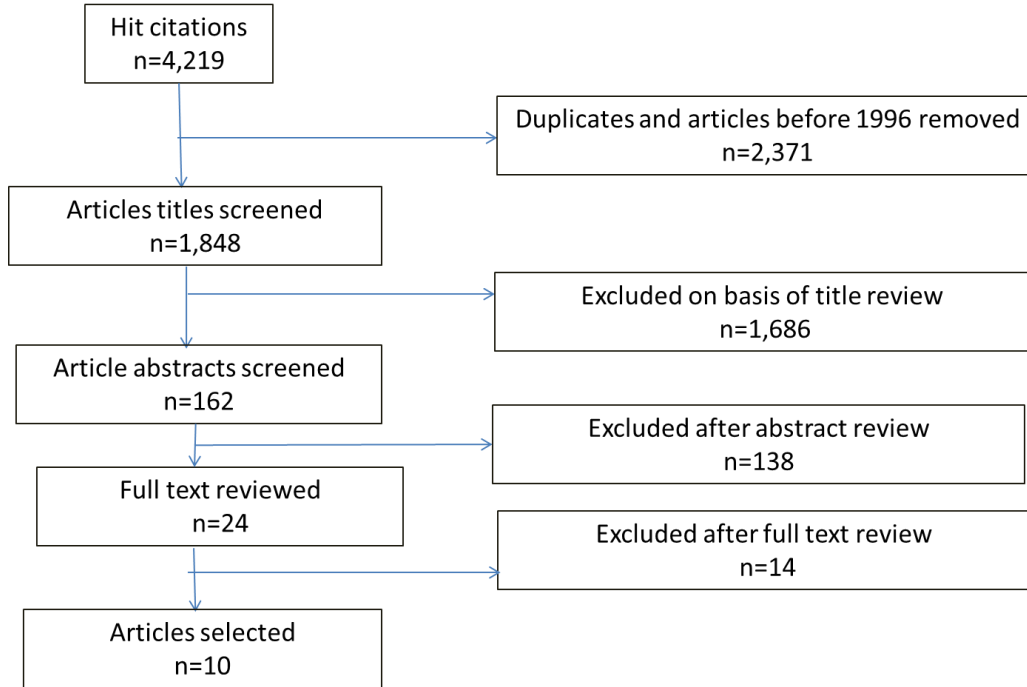 Hit citations
n=4,219
Duplicates and articles before 1996 removed
n=2,371
Articles titles screened
n=1,848
Excluded on basis of title review
n=1,686
Article abstracts screened
n=162
Excluded after abstract review
n=138
Full text reviewed
n=24
Excluded after full text review
n=14
Articles selected
n=10